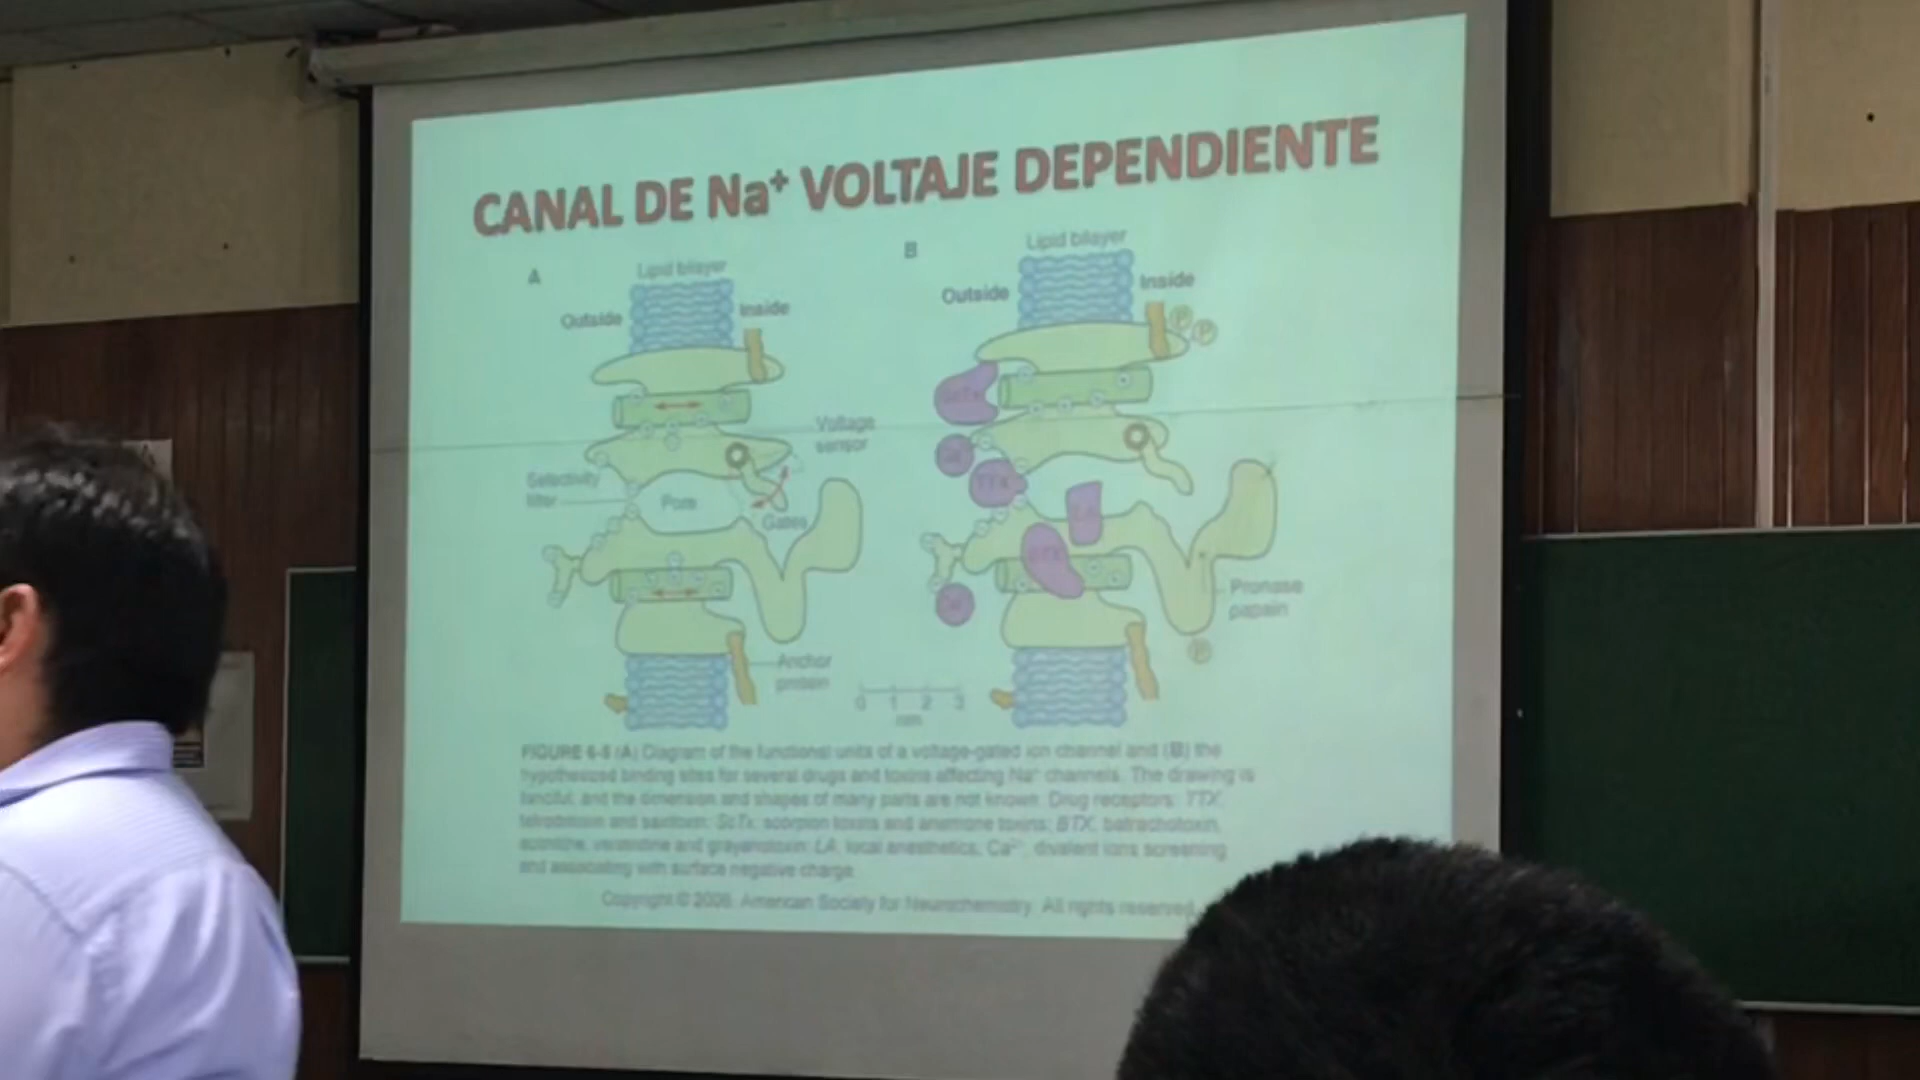 CANAL DE Na⁺ VOLTAJE DEPENDIENTE
A
Lipid bilayer
Outside
Inside
Voltage
sensor
Selectivity
filter
Pore
Gates
Anchor
protein
0 1 2 3
nm
B
Lipid bilayer
Outside
Inside
P
P
ScTx
TTX
Pronase
papain
P
FIGURE 6-5 (A) Diagram of the functional units of a voltage-gated ion channel and (B) the
hypothesized binding sites for several drugs and toxins affecting Na⁺ channels. The drawing is
fanciful, and the dimension and shapes of many parts are not known. Drug receptors: TTX,
tetrodotoxin and saxitoxin; ScTx, scorpion toxins and anemone toxins; BTX, batrachotoxin,
aconitine, veratridine and grayanotoxin; LA, local anesthetics; Ca²⁺, divalent ions screening
and associating with surface negative charge.
Copyright © 2006, American Society for Neurochemistry. All rights reserved.